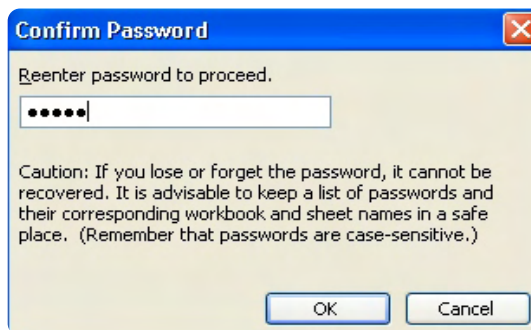 Confirm Password
Reenter password to proceed.
•••••
Caution: If you lose or forget the password, it cannot be
recovered. It is advisable to keep a list of passwords and
their corresponding workbook and sheet names in a safe
place.  (Remember that passwords are case-sensitive.)
OK
Cancel